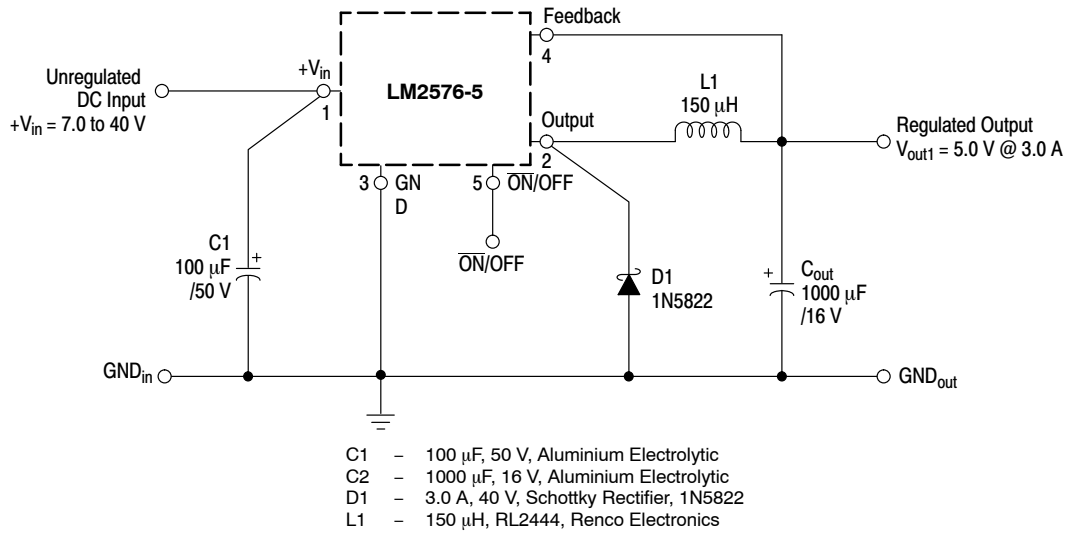 Feedback
4
Unregulated
DC Input
+Vin = 7.0 to 40 V
+Vin
1
LM2576-5
L1
150 μH
Output
2
Regulated Output
Vout1 = 5.0 V @ 3.0 A
3
GN
D
5
ON/OFF
ON/OFF
C1
100 μF
/50 V
+
D1
1N5822
+
Cout
1000 μF
/16 V
GNDin
GNDout
C1 – 100 μF, 50 V, Aluminium Electrolytic
C2 – 1000 μF, 16 V, Aluminium Electrolytic
D1 – 3.0 A, 40 V, Schottky Rectifier, 1N5822
L1 – 150 μH, RL2444, Renco Electronics